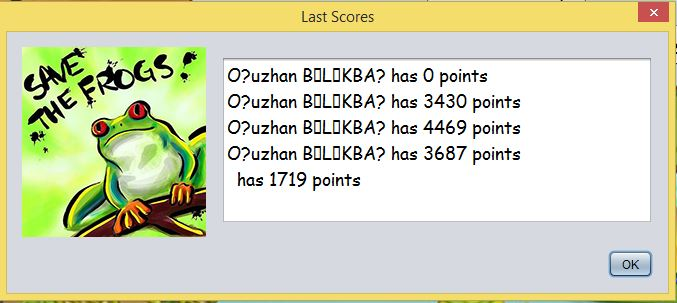 Last Scores
SAVE
THE FROGS!
O?uzhan B▯L▯KBA? has 0 points
O?uzhan B▯L▯KBA? has 3430 points
O?uzhan B▯L▯KBA? has 4469 points
O?uzhan B▯L▯KBA? has 3687 points
has 1719 points
OK